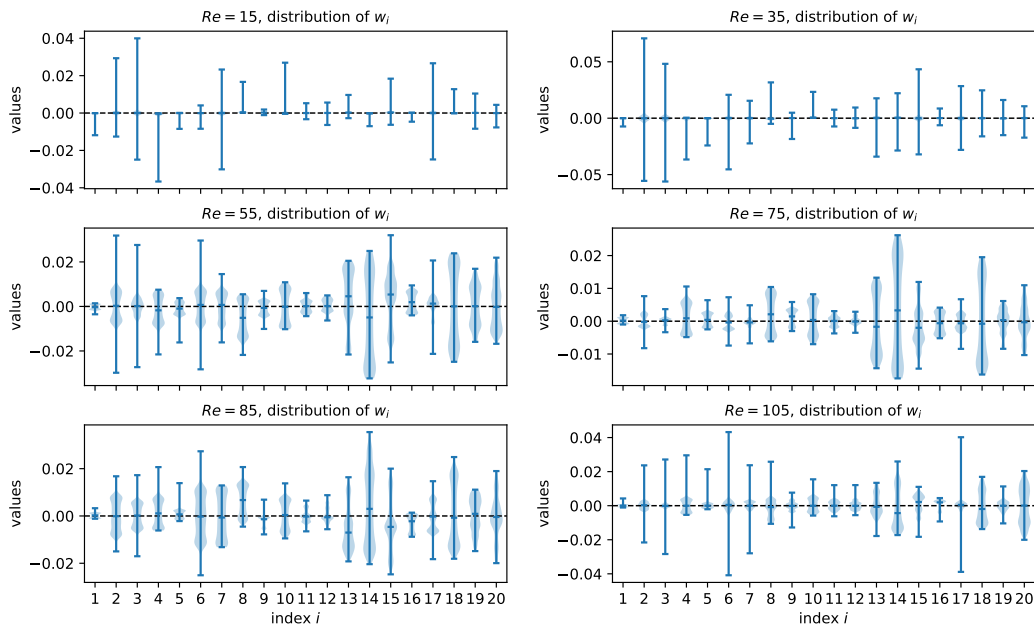 Re = 15, distribution of w_i
values
0.04
0.02
0.00
−0.02
−0.04
Re = 35, distribution of w_i
values
0.05
0.00
−0.05
Re = 55, distribution of w_i
values
0.02
0.00
−0.02
Re = 75, distribution of w_i
values
0.02
0.01
0.00
−0.01
Re = 85, distribution of w_i
values
0.02
0.00
−0.02
1 2 3 4 5 6 7 8 9 10 11 12 13 14 15 16 17 18 19 20
index i
Re = 105, distribution of w_i
values
0.04
0.02
0.00
−0.02
−0.04
1 2 3 4 5 6 7 8 9 10 11 12 13 14 15 16 17 18 19 20
index i